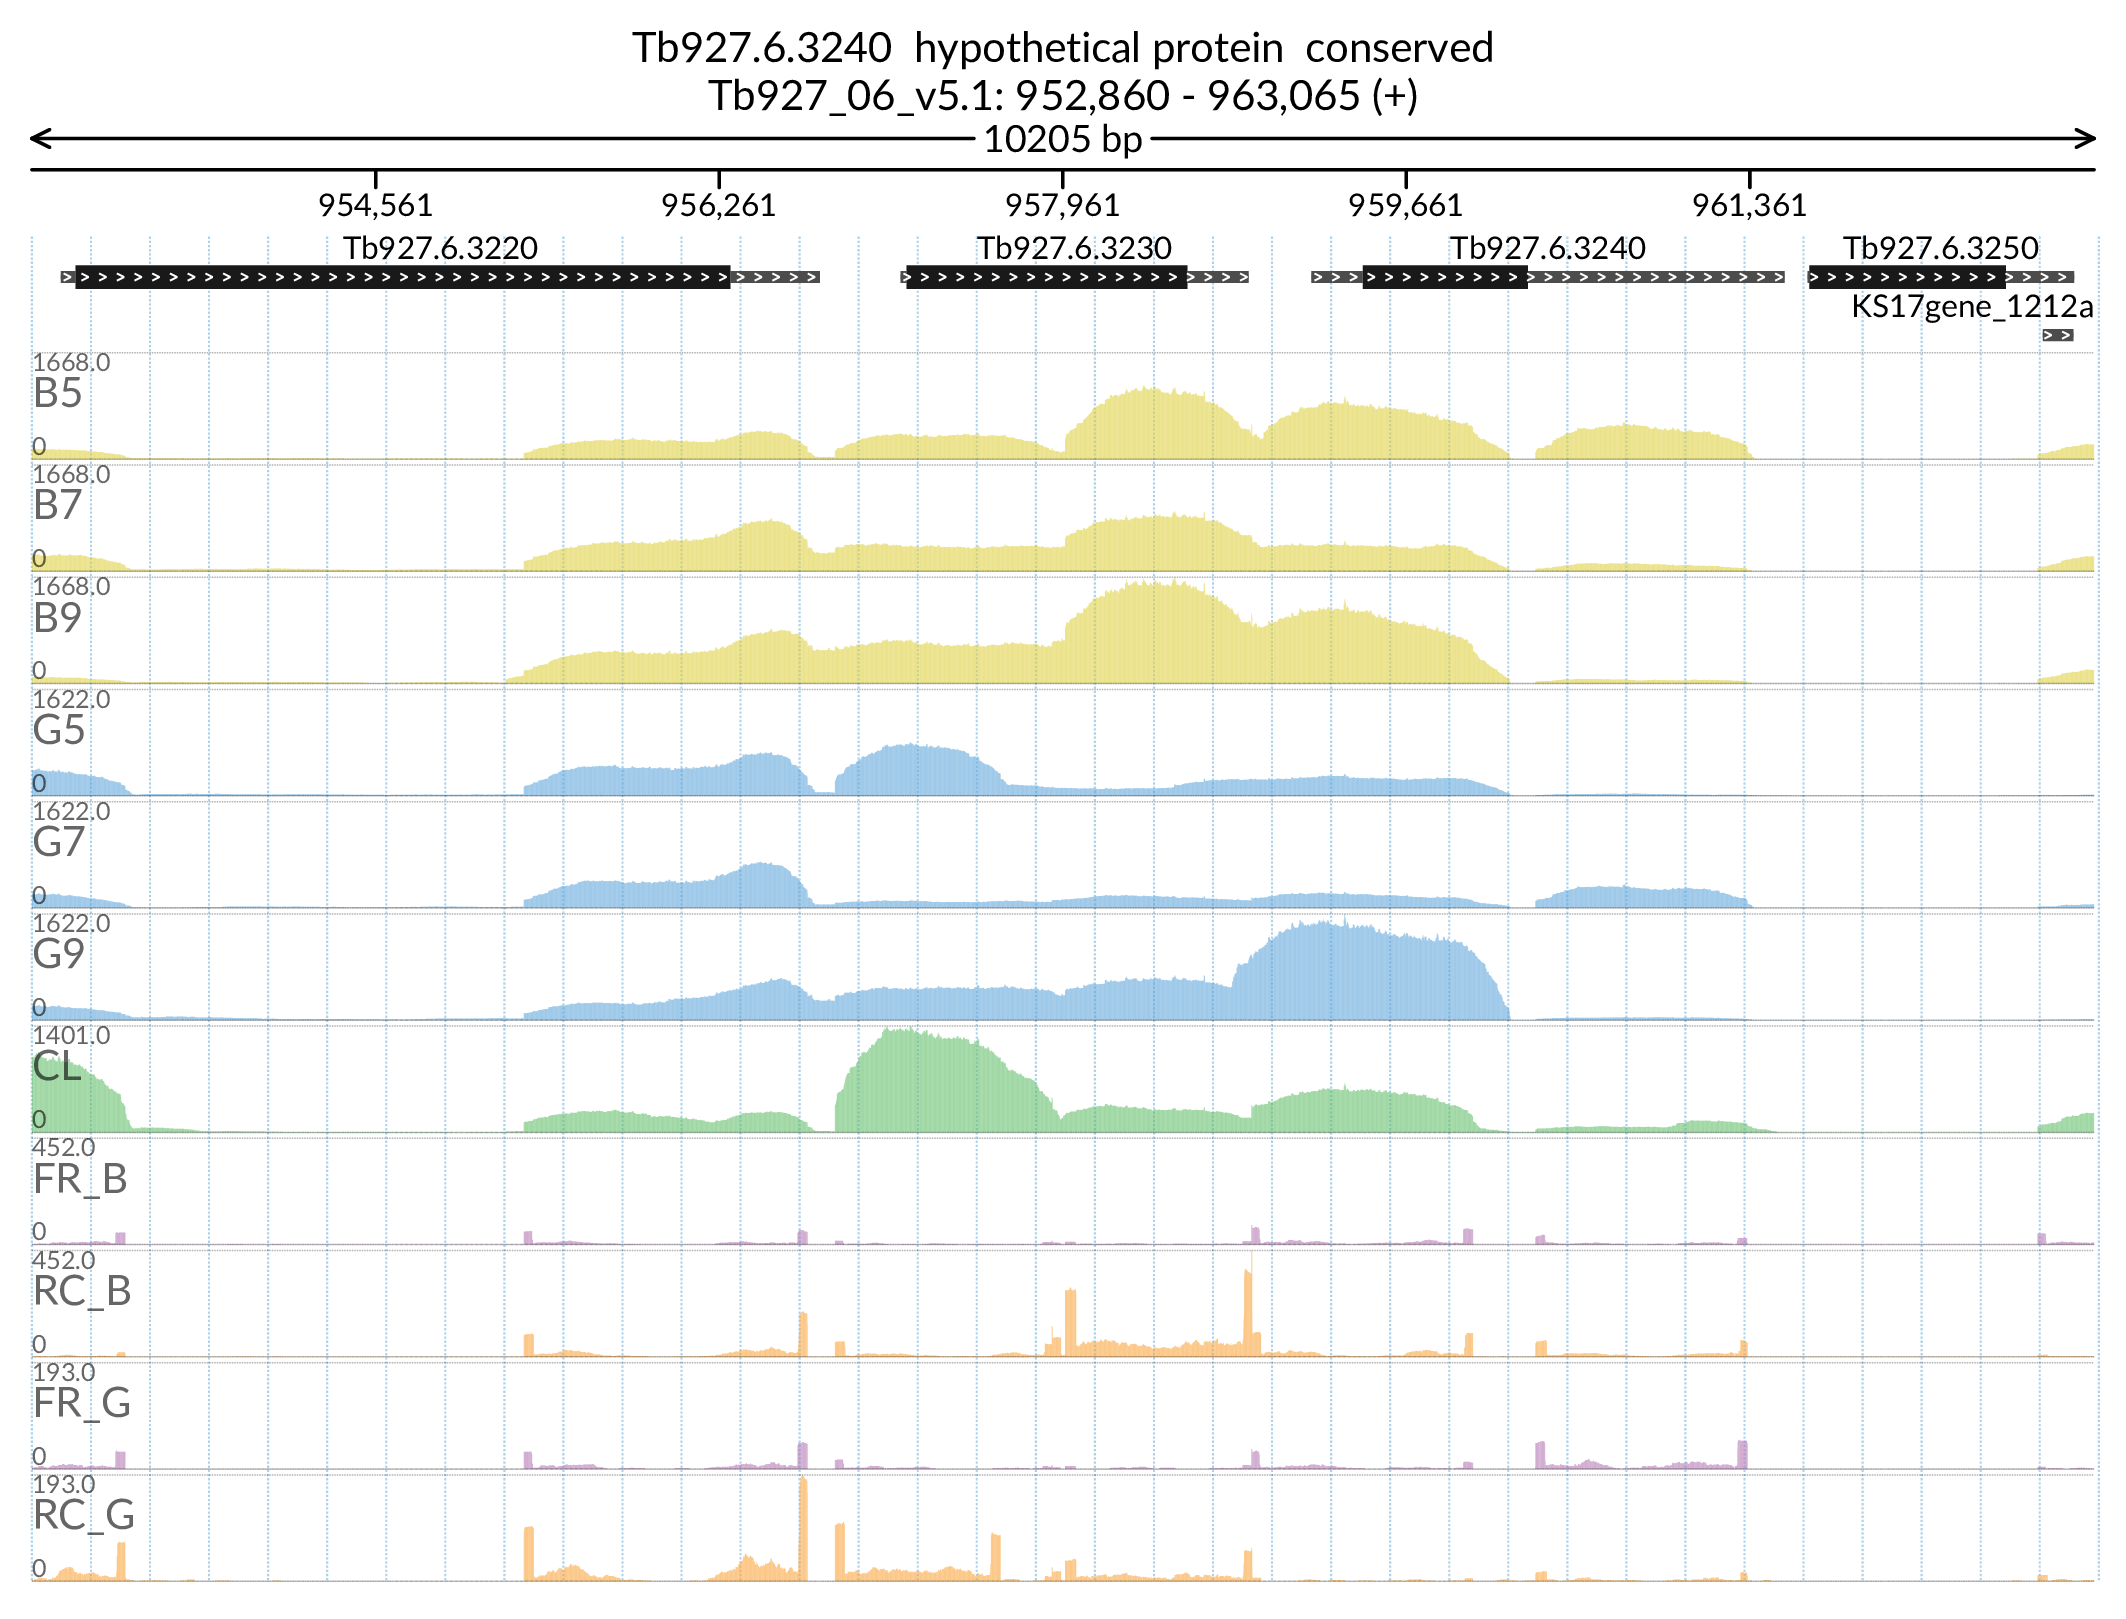 Tb927.6.3240  hypothetical protein  conserved
Tb927_06_v5.1: 952,860 - 963,065 (+)
10205 bp
954,561 956,261 957,961 959,661 961,361
Tb927.6.3220 Tb927.6.3230 Tb927.6.3240 Tb927.6.3250
KS17gene_1212a
1668.0
B5
0
1668.0
B7
0
1668.0
B9
0
1622.0
G5
0
1622.0
G7
0
1622.0
G9
0
1401.0
CL
0
452.0
FR_B
0
452.0
RC_B
0
193.0
FR_G
0
193.0
RC_G
0